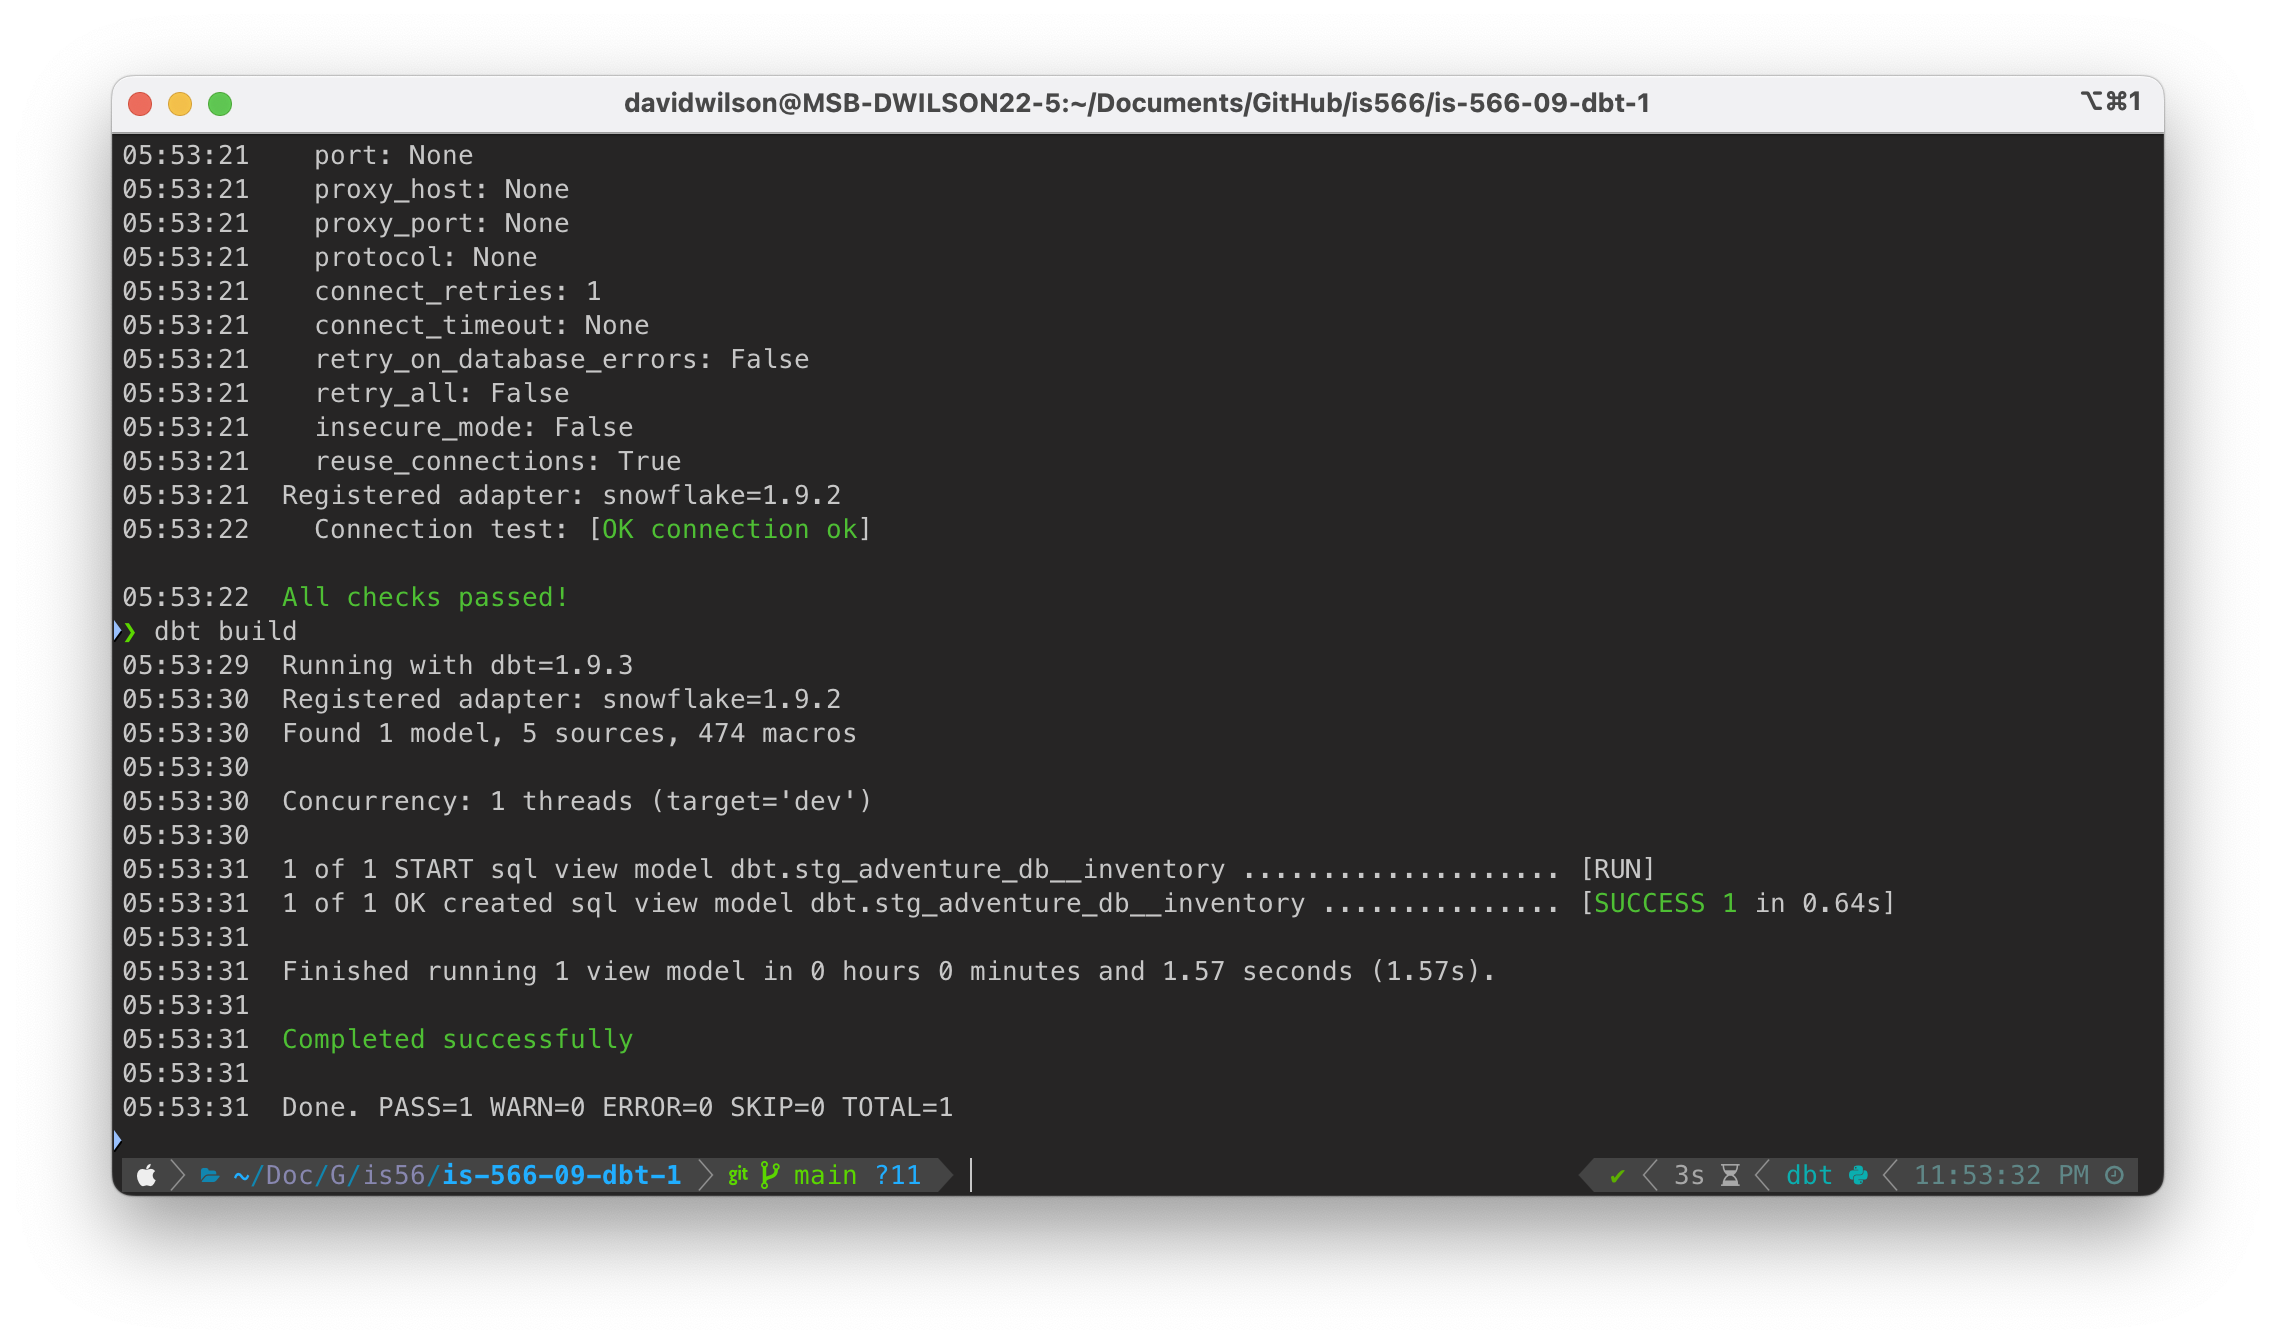 davidwilson@MSB-DWILSON22-5:~/Documents/GitHub/is566/is-566-09-dbt-1 ⌥⌘1
05:53:21    port: None
05:53:21    proxy_host: None
05:53:21    proxy_port: None
05:53:21    protocol: None
05:53:21    connect_retries: 1
05:53:21    connect_timeout: None
05:53:21    retry_on_database_errors: False
05:53:21    retry_all: False
05:53:21    insecure_mode: False
05:53:21    reuse_connections: True
05:53:21  Registered adapter: snowflake=1.9.2
05:53:22    Connection test: [OK connection ok]
05:53:22  All checks passed!
❯ dbt build
05:53:29  Running with dbt=1.9.3
05:53:30  Registered adapter: snowflake=1.9.2
05:53:30  Found 1 model, 5 sources, 474 macros
05:53:30
05:53:30  Concurrency: 1 threads (target='dev')
05:53:30
05:53:31  1 of 1 START sql view model dbt.stg_adventure_db__inventory .................... [RUN]
05:53:31  1 of 1 OK created sql view model dbt.stg_adventure_db__inventory ............... [SUCCESS 1 in 0.64s]
05:53:31
05:53:31  Finished running 1 view model in 0 hours 0 minutes and 1.57 seconds (1.57s).
05:53:31
05:53:31  Completed successfully
05:53:31
05:53:31  Done. PASS=1 WARN=0 ERROR=0 SKIP=0 TOTAL=1
~/Doc/G/is56/is-566-09-dbt-1 git main ?11 ✔ 3s dbt 11:53:32 PM